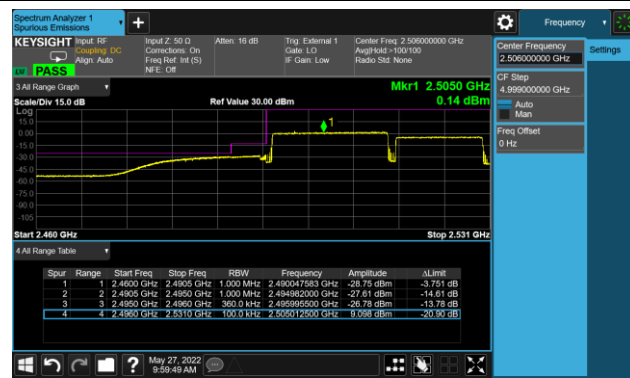 Spectrum Analyzer 1
Spurious Emissions
Frequency
KEYSIGHT
Input: RF
Coupling: DC
Align: Auto
Input Z: 50 Ω
Corrections: On
Freq Ref: Int (S)
NFE: Off
Atten: 16 dB
Trig: External 1
Gate: LO
IF Gain: Low
Center Freq: 2.506000000 GHz
Avg|Hold:>100/100
Radio Std: None
PASS
Center Frequency
2.506000000 GHz
Settings
CF Step
4.999000000 GHz
Auto
Man
Freq Offset
0 Hz
3 All Range Graph
Mkr1 2.5050 GHz
Scale/Div 15.0 dB
Ref Value 30.00 dBm
0.14 dBm
Log
15.0
0.00
-15.0
-30.0
-45.0
-60.0
-75.0
-90.0
-105
1
Start 2.460 GHz
Stop 2.531 GHz
4 All Range Table
Spur Range Start Freq Stop Freq RBW Frequency Amplitude ΔLimit
1 1 2.4600 GHz 2.4905 GHz 1.000 MHz 2.490047583 GHz -28.75 dBm -3.751 dB
2 2 2.4905 GHz 2.4950 GHz 1.000 MHz 2.494982000 GHz -27.61 dBm -14.61 dB
3 3 2.4950 GHz 2.4960 GHz 360.0 kHz 2.495995500 GHz -26.78 dBm -13.78 dB
4 4 2.4960 GHz 2.5310 GHz 100.0 kHz 2.505012500 GHz 9.098 dBm -20.90 dB
May 27, 2022
9:59:49 AM